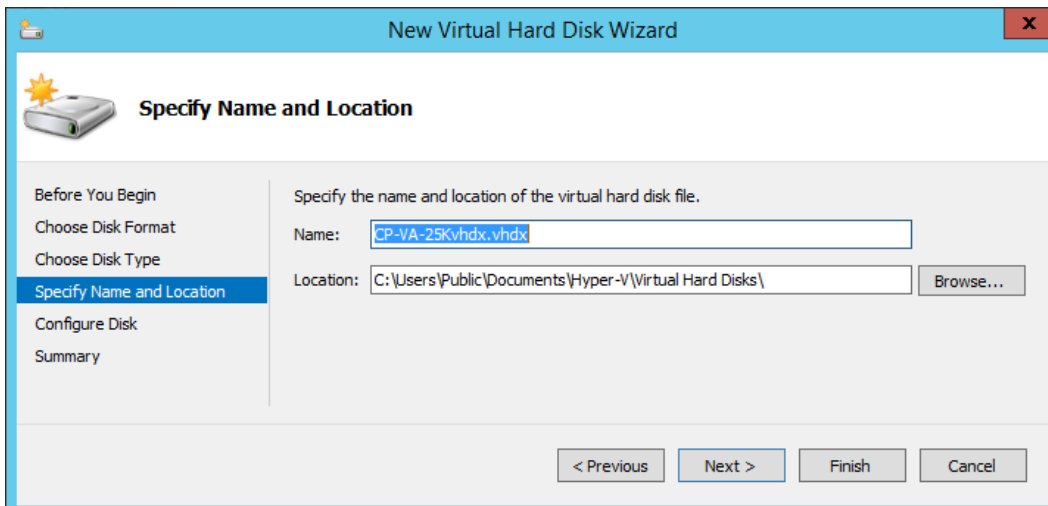 New Virtual Hard Disk Wizard
x
Specify Name and Location
Before You Begin
Choose Disk Format
Choose Disk Type
Specify Name and Location
Configure Disk
Summary
Specify the name and location of the virtual hard disk file.
Name: CP-VA-25Kvhdx.vhdx
Location: C:\Users\Public\Documents\Hyper-V\Virtual Hard Disks\ Browse...
< Previous Next > Finish Cancel